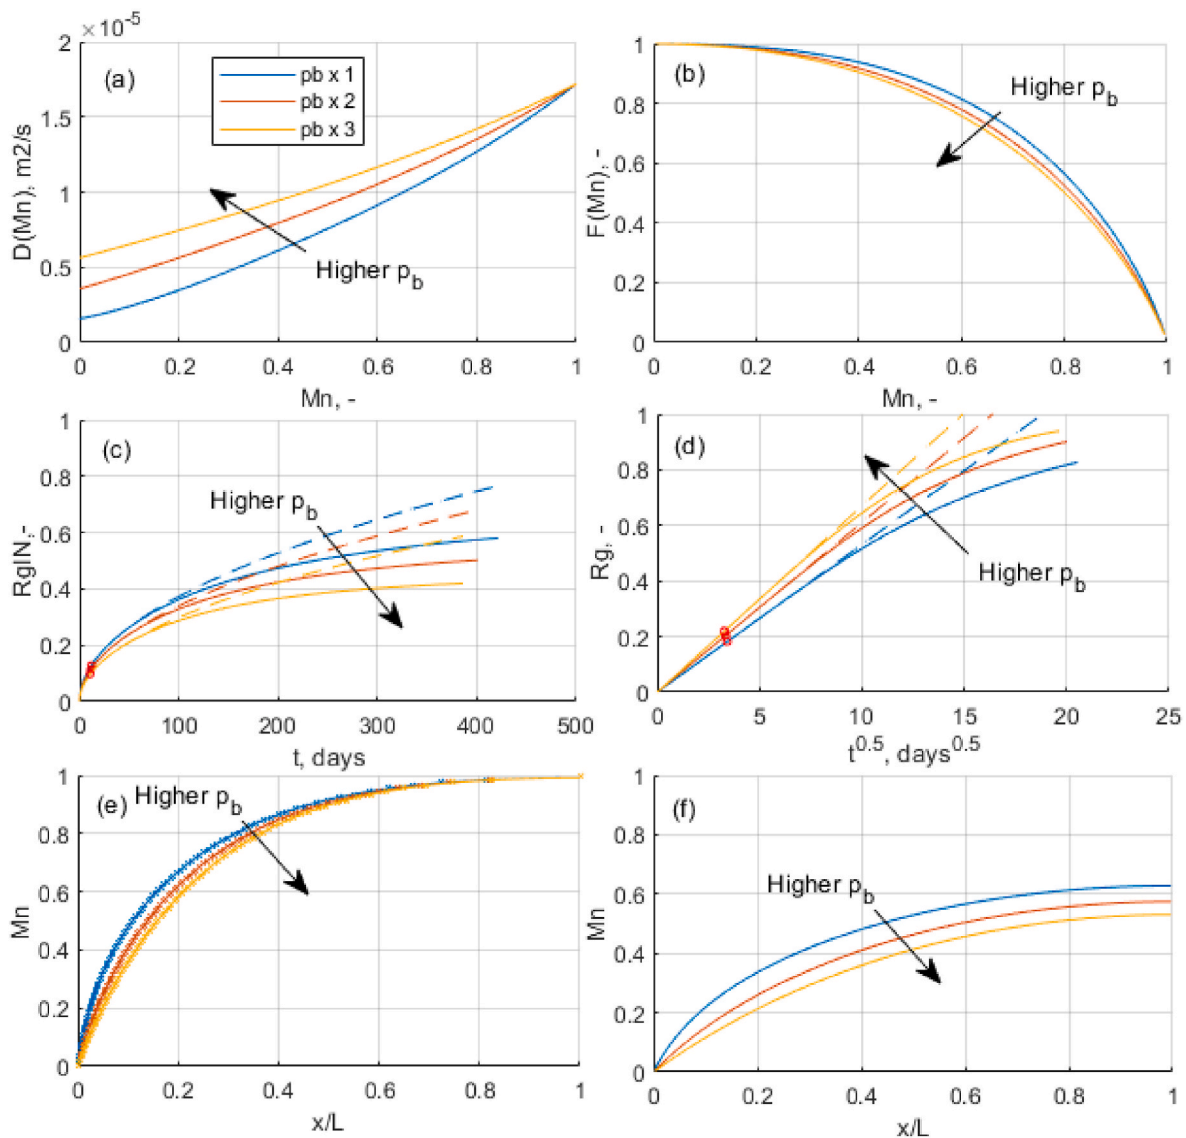 × 10^-5
2
1.5
1
0.5
0
D(Mn), m2/s
(a)
pb x 1
pb x 2
pb x 3
Higher p_b
0 0.2 0.4 0.6 0.8 1
Mn, -
1
0.8
0.6
0.4
0.2
0
F(Mn), -
(b)
Higher p_b
0 0.2 0.4 0.6 0.8 1
Mn, -
1
0.8
0.6
0.4
0.2
0
RgIN,-
(c)
Higher p_b
0 100 200 300 400 500
t, days
1
0.8
0.6
0.4
0.2
0
Rg, -
(d)
Higher p_b
0 5 10 15 20 25
t^0.5, days^0.5
1
0.8
0.6
0.4
0.2
0
Mn
(e)
Higher p_b
0 0.2 0.4 0.6 0.8 1
x/L
1
0.8
0.6
0.4
0.2
0
Mn
(f)
Higher p_b
0 0.2 0.4 0.6 0.8 1
x/L